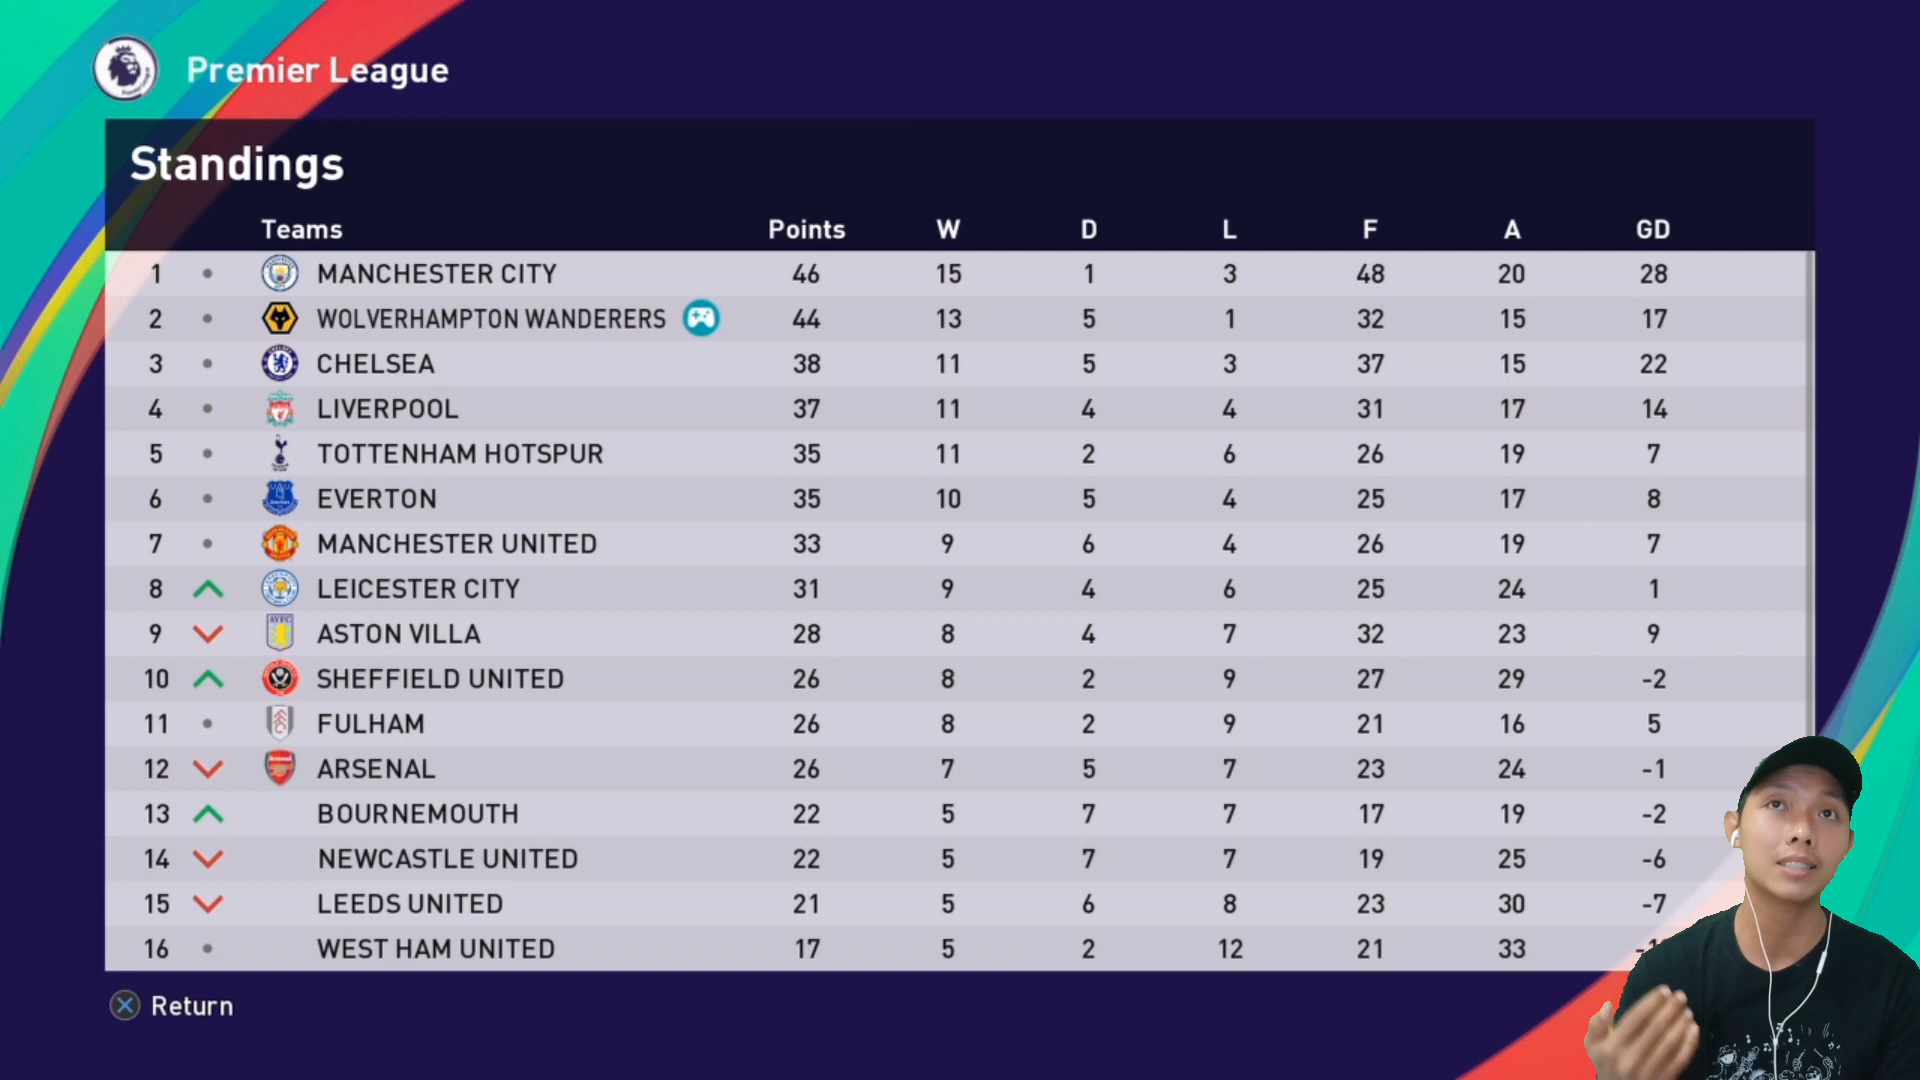 Premier League
Standings
Teams Points W D L F A GD
1 MANCHESTER CITY 46 15 1 3 48 20 28
2 WOLVERHAMPTON WANDERERS 44 13 5 1 32 15 17
3 CHELSEA 38 11 5 3 37 15 22
4 LIVERPOOL 37 11 4 4 31 17 14
5 TOTTENHAM HOTSPUR 35 11 2 6 26 19 7
6 EVERTON 35 10 5 4 25 17 8
7 MANCHESTER UNITED 33 9 6 4 26 19 7
8 LEICESTER CITY 31 9 4 6 25 24 1
9 ASTON VILLA 28 8 4 7 32 23 9
10 SHEFFIELD UNITED 26 8 2 9 27 29 -2
11 FULHAM 26 8 2 9 21 16 5
12 ARSENAL 26 7 5 7 23 24 -1
13 BOURNEMOUTH 22 5 7 7 17 19 -2
14 NEWCASTLE UNITED 22 5 7 7 19 25 -6
15 LEEDS UNITED 21 5 6 8 23 30 -7
16 WEST HAM UNITED 17 5 2 12 21 33
Return